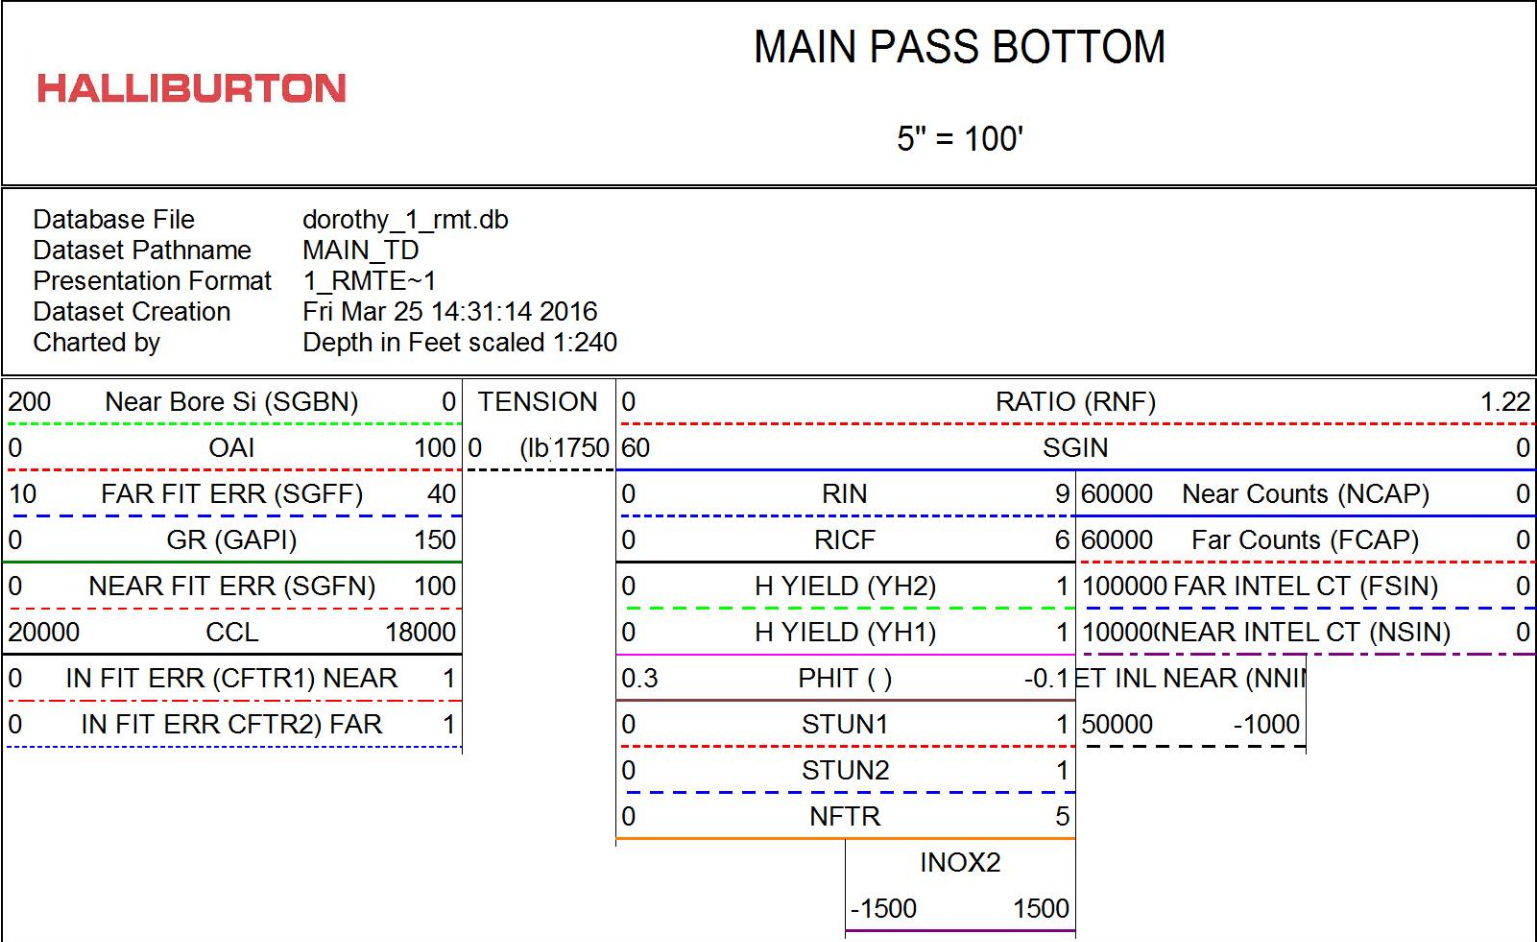 MAIN PASS BOTTOM
HALLIBURTON
5" = 100'
Database File dorothy_1_rmt.db
Dataset Pathname MAIN_TD
Presentation Format 1_RMTE~1
Dataset Creation Fri Mar 25 14:31:14 2016
Charted by Depth in Feet scaled 1:240
200 Near Bore Si (SGBN) 0 TENSION 0 RATIO (RNF) 1.22
0 OAI 100 0 (lb 1750 60 SGIN 0
10 FAR FIT ERR (SGFF) 40 0 RIN 9 60000 Near Counts (NCAP) 0
0 GR (GAPI) 150 0 RICF 6 60000 Far Counts (FCAP) 0
0 NEAR FIT ERR (SGFN) 100 0 H YIELD (YH2) 1 100000 FAR INTEL CT (FSIN) 0
20000 CCL 18000 0 H YIELD (YH1) 1 10000(NEAR INTEL CT (NSIN) 0
0 IN FIT ERR (CFTR1) NEAR 1 0.3 PHIT ( ) -0.1 ET INL NEAR (NNI
0 IN FIT ERR CFTR2) FAR 1 0 STUN1 1 50000 -1000
0 STUN2 1
0 NFTR 5
INOX2
-1500 1500